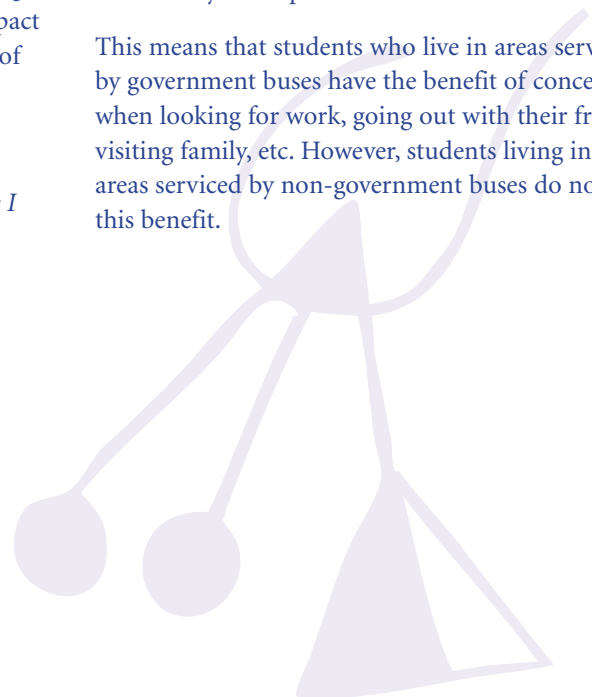 pact
of
I
This means that students who live in areas serv
by government buses have the benefit of conce
when looking for work, going out with their fr
visiting family, etc. However, students living in
areas serviced by non-government buses do no
this benefit.